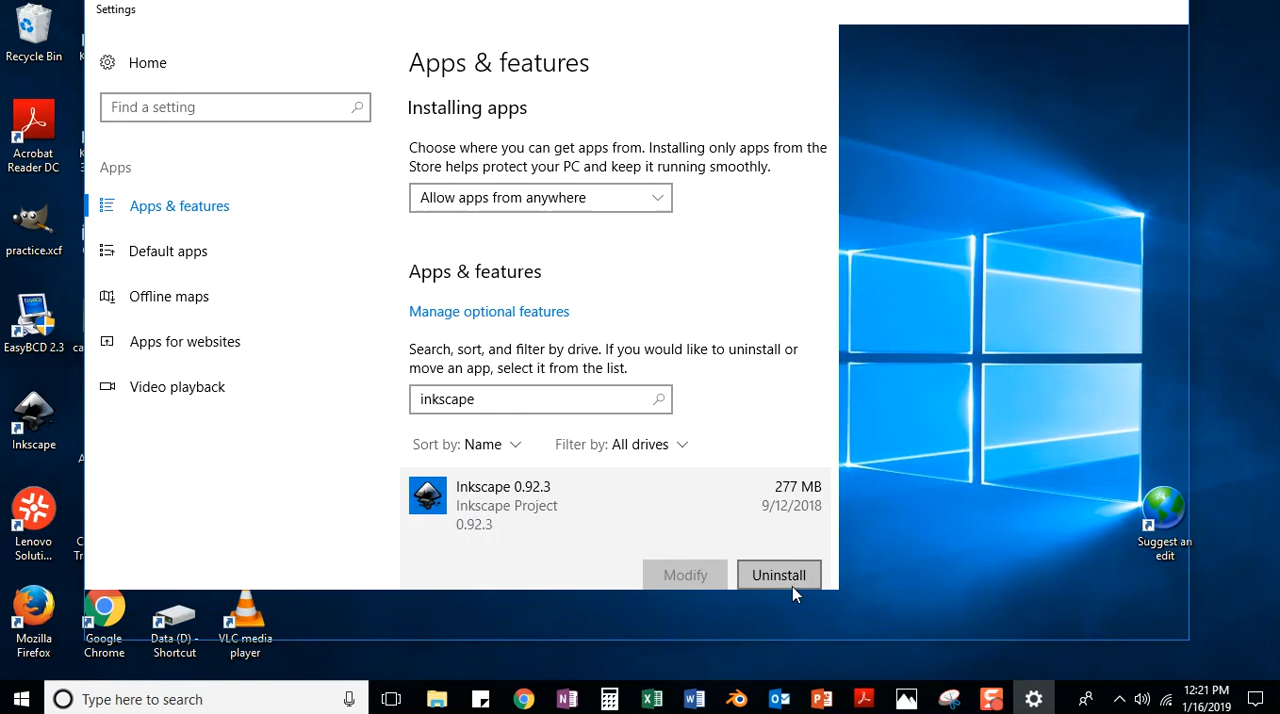 Settings
Home
Find a setting
Apps
Apps & features
Default apps
Offline maps
Apps for websites
Video playback
Apps & features
Installing apps
Choose where you can get apps from. Installing only apps from the
Store helps protect your PC and keep it running smoothly.
Allow apps from anywhere
Apps & features
Manage optional features
Search, sort, and filter by drive. If you would like to uninstall or
move an app, select it from the list.
inkscape
Sort by: Name
Filter by: All drives
Inkscape 0.92.3
277 MB
Inkscape Project
9/12/2018
0.92.3
Modify
Uninstall
Recycle Bin
Acrobat
Reader DC
practice.xcf
EasyBCD 2.3
Inkscape
Lenovo
Soluti...
Mozilla
Firefox
Google
Chrome
Data (D) -
Shortcut
VLC media
player
Suggest an
edit
Type here to search
12:21 PM
1/16/2019